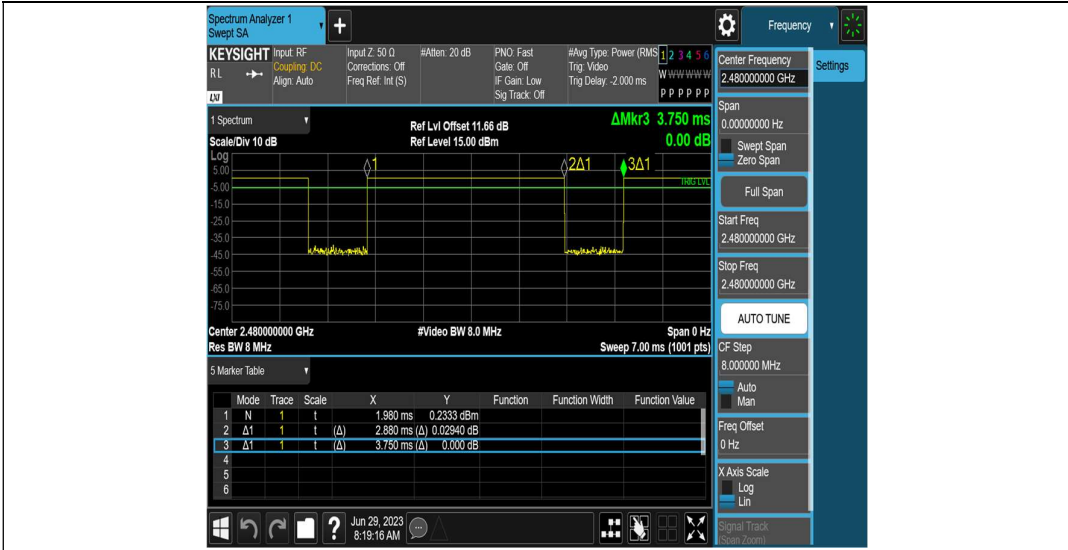 Spectrum Analyzer 1
Swept SA
+
Frequency
KEYSIGHT
RL
LXI
Input: RF
Coupling: DC
Align: Auto
Input Z: 50 Ω
Corrections: Off
Freq Ref: Int (S)
#Atten: 20 dB
PNO: Fast
Gate: Off
IF Gain: Low
Sig Track: Off
#Avg Type: Power (RMS
Trig: Video
Trig Delay: -2.000 ms
1 2 3 4 5 6
W W W W W W
P P P P P P
1 Spectrum
Scale/Div 10 dB
Ref Lvl Offset 11.66 dB
Ref Level 15.00 dBm
ΔMkr3 3.750 ms
0.00 dB
Log
5.00
-5.00
-15.0
-25.0
-35.0
-45.0
-55.0
-65.0
-75.0
1
2Δ1
3Δ1
TRIG LVL
Center 2.480000000 GHz
#Video BW 8.0 MHz
Span 0 Hz
Res BW 8 MHz
Sweep 7.00 ms (1001 pts)
5 Marker Table
Mode Trace Scale X Y Function Function Width Function Value
1 N 1 t 1.980 ms 0.2333 dBm
2 Δ1 1 t (Δ) 2.880 ms (Δ) 0.02940 dB
3 Δ1 1 t (Δ) 3.750 ms (Δ) 0.000 dB
4
5
6
? Jun 29, 2023
8:19:16 AM
Center Frequency
2.480000000 GHz
Settings
Span
0.00000000 Hz
Swept Span
Zero Span
Full Span
Start Freq
2.480000000 GHz
Stop Freq
2.480000000 GHz
AUTO TUNE
CF Step
8.000000 MHz
Auto
Man
Freq Offset
0 Hz
X Axis Scale
Log
Lin
Signal Track
(Span Zoom)